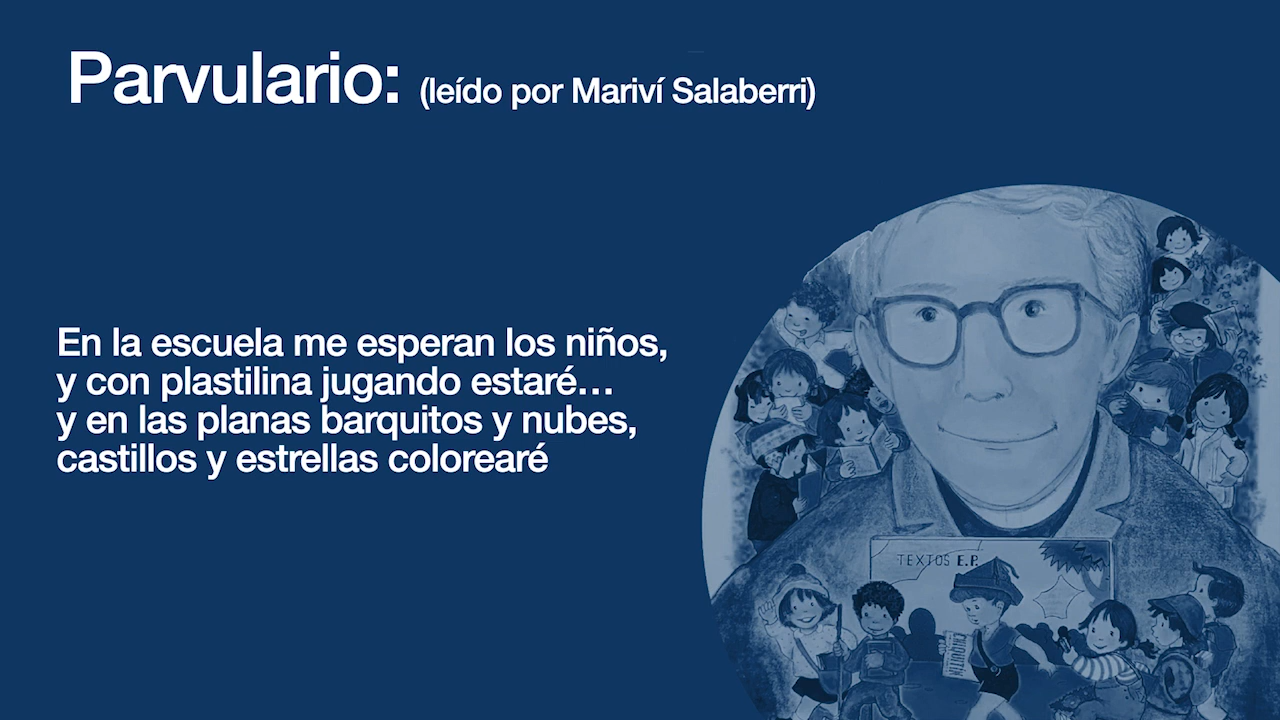 Parvulario: (leído por Mariví Salaberri)
En la escuela me esperan los niños,
y con plastilina jugando estaré…
y en las planas barquitos y nubes,
castillos y estrellas colorearé
TEXTOS E.P.
CHIQUITÍN